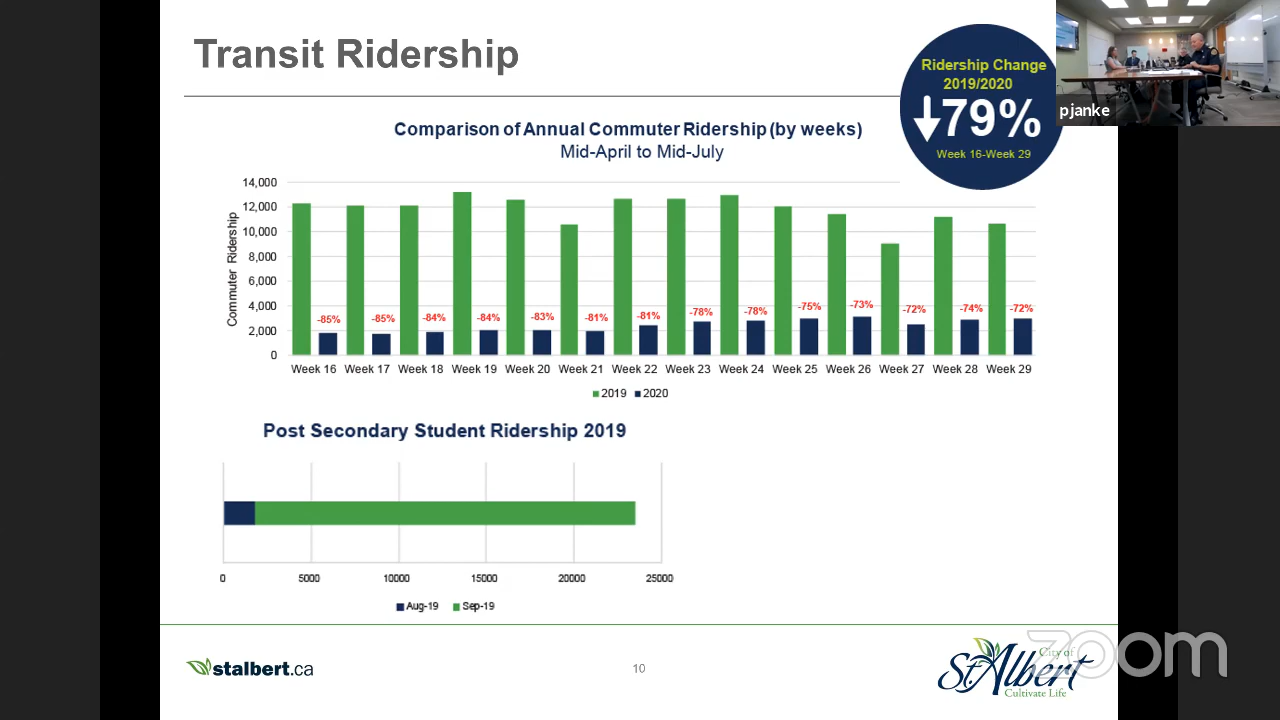 Transit Ridership
Ridership Change
2019/2020
↓79%
Week 16-Week 29
pjanke
Comparison of Annual Commuter Ridership (by weeks)
Mid-April to Mid-July
Commuter Ridership
14,000
12,000
10,000
8,000
6,000
4,000
2,000
0
-85%
-85%
-84%
-84%
-83%
-81%
-81%
-78%
-78%
-75%
-73%
-72%
-74%
-72%
Week 16
Week 17
Week 18
Week 19
Week 20
Week 21
Week 22
Week 23
Week 24
Week 25
Week 26
Week 27
Week 28
Week 29
2019
2020
Post Secondary Student Ridership 2019
0
5000
10000
15000
20000
25000
Aug-19
Sep-19
stalbert.ca
10
City of
St. Albert
Cultivate Life
zoom